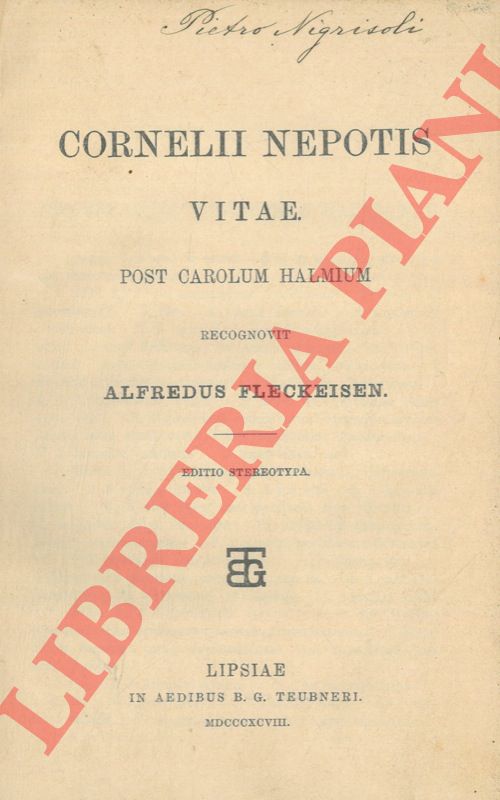 Pietro Nigrisoli
CORNELII NEPOTIS
VITAE.
POST CAROLUM HALMIUM
RECOGNOVIT
ALFREDUS FLECKEISEN.
EDITIO STEREOTYPA.
BTG
LIPSIAE
IN AEDIBUS B. G. TEUBNERI.
MDCCCXCVIII.
LIBRERIA PIANI